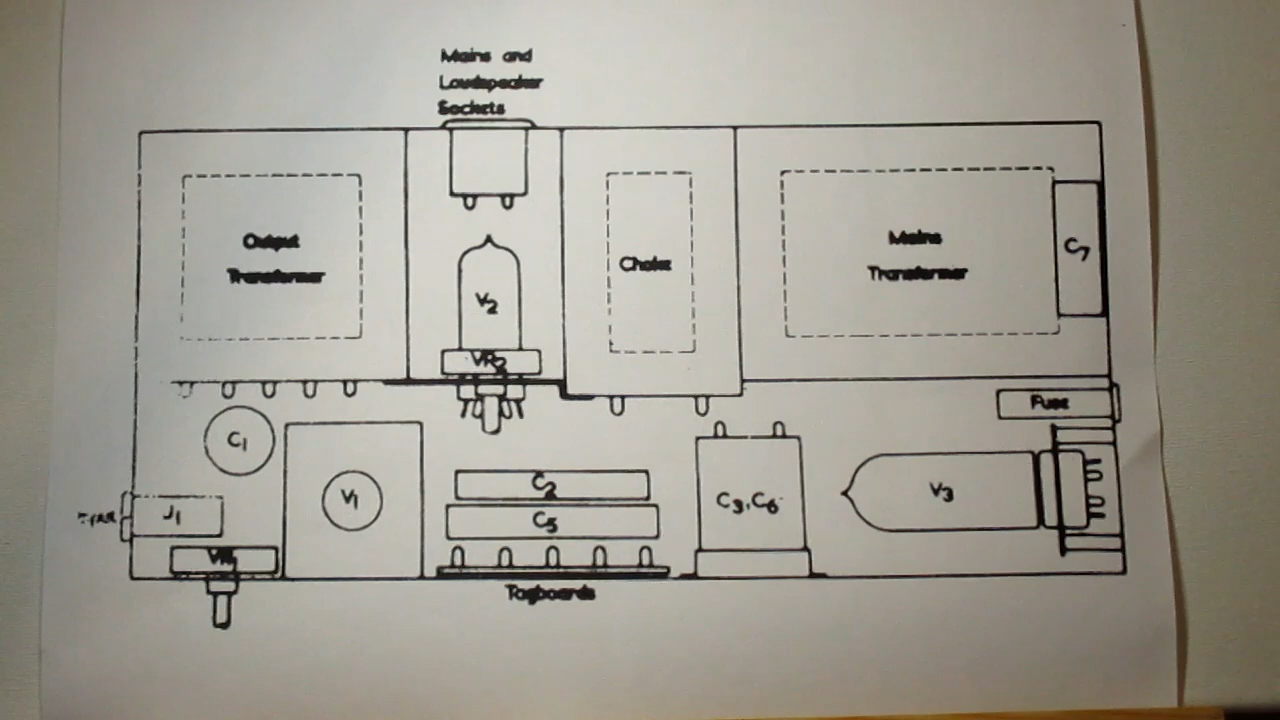 Mains and
Loudspeaker
Sockets
Output
Transformer
V2
VR2
Choke
Mains
Transformer
C7
Fuse
C1
V1
J1
C2
C5
C3, C6
V3
Tagboards